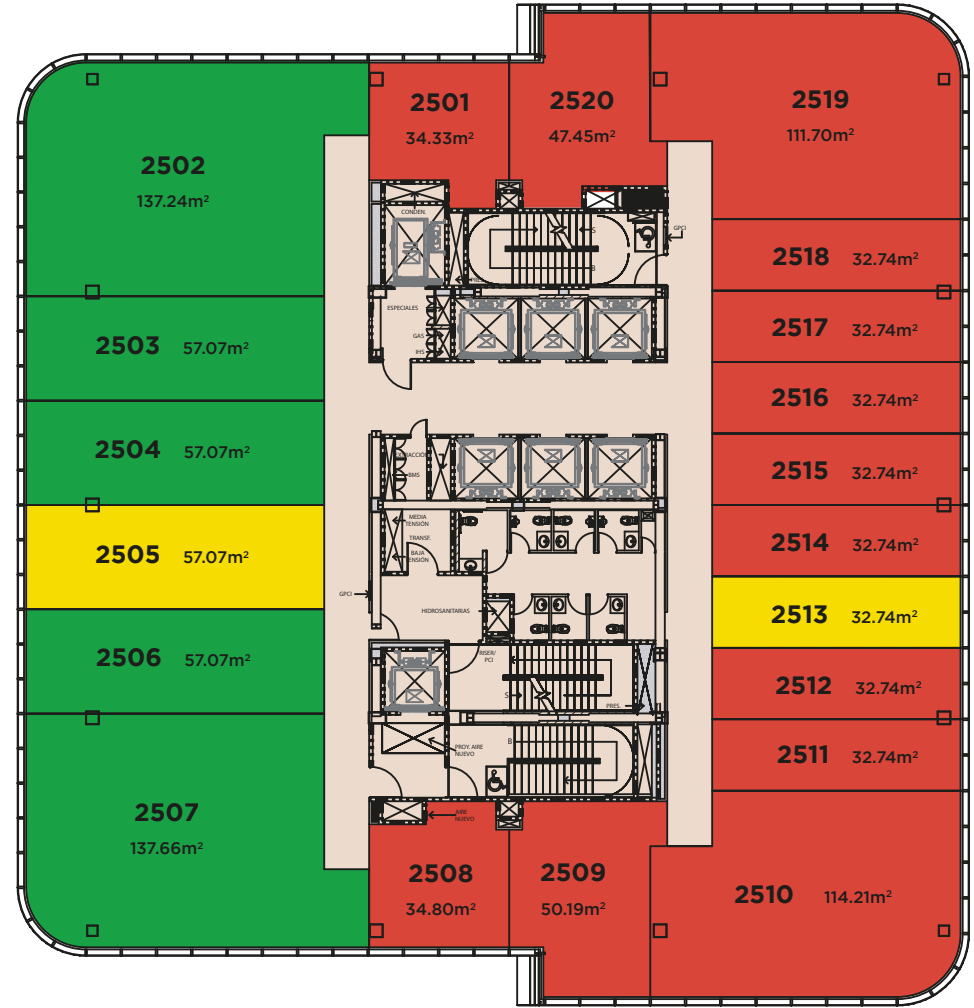 2501
34.33m²
2520
47.45m²
2519
111.70m²
2502
137.24m²
CONDEN.
S
B
GPCI
2518 32.74m²
2503 57.07m²
ESPECIALES
GAS
IHS
2517 32.74m²
2516 32.74m²
2504 57.07m²
BMS
2515 32.74m²
2505 57.07m²
MEDIA
TENSIÓN
TRANSF.
BAJA
TENSIÓN
2514 32.74m²
GPCI
HIDROSANITARIAS
2513 32.74m²
2506 57.07m²
RISER/
PCI
S
PRES.
2512 32.74m²
B
PROY. AIRE
NUEVO
2511 32.74m²
2507
137.66m²
AIRE
NUEVO
2508
34.80m²
2509
50.19m²
2510 114.21m²